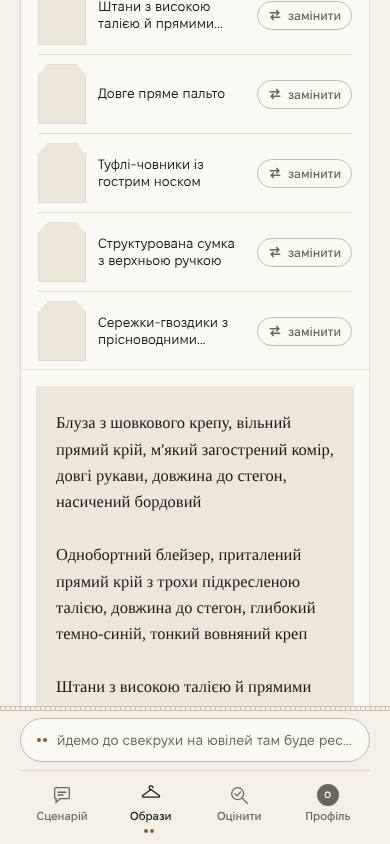 Штани з високою
талією й прямими...
замінити
Довге пряме пальто
замінити
Туфлі-човники із
гострим носком
замінити
Структурована сумка
з верхньою ручкою
замінити
Сережки-гвоздики з
прісноводними...
замінити
Блуза з шовкового крепу, вільний
прямий крій, м'який загострений комір,
довгі рукави, довжина до стегон,
насичений бордовий
Однобортний блейзер, приталений
прямий крій з трохи підкресленою
талією, довжина до стегон, глибокий
темно-синій, тонкий вовняний креп
Штани з високою талією й прямими
йдемо до свекрухи на ювілей там буде рес...
Сценарій
Образи
Оцінити
О
Профіль